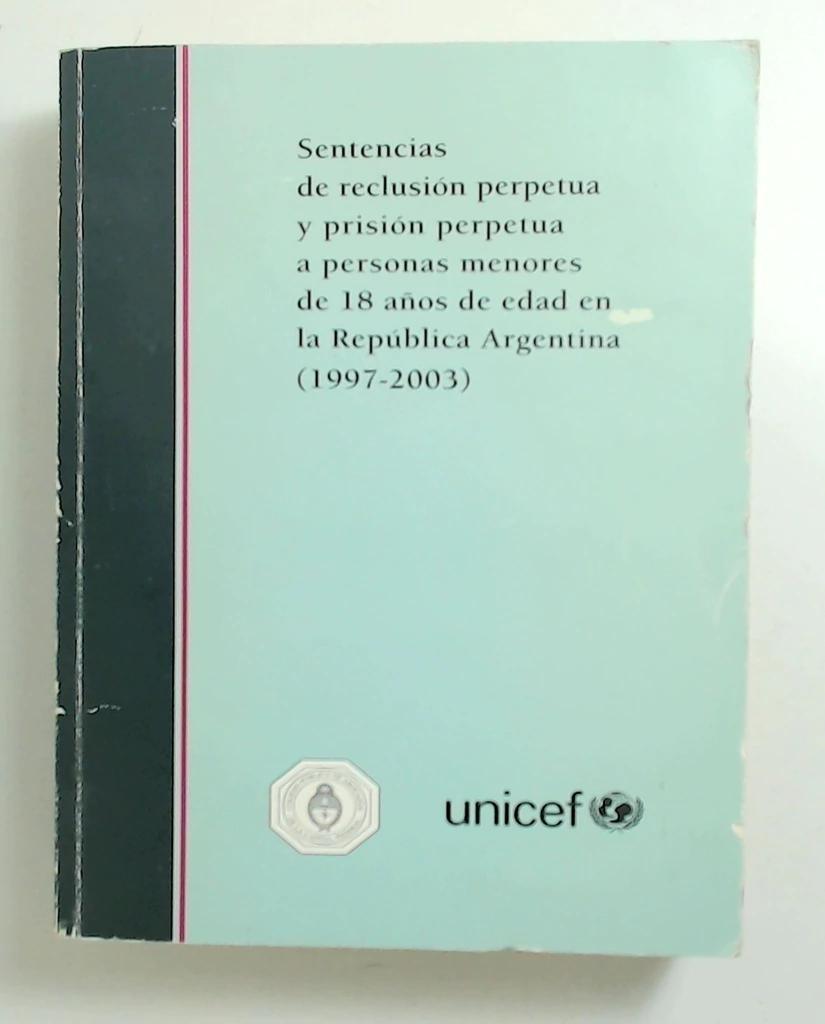 Sentencias
de reclusión perpetua
y prisión perpetua
a personas menores
de 18 años de edad en
la República Argentina
(1997-2003)
unicef